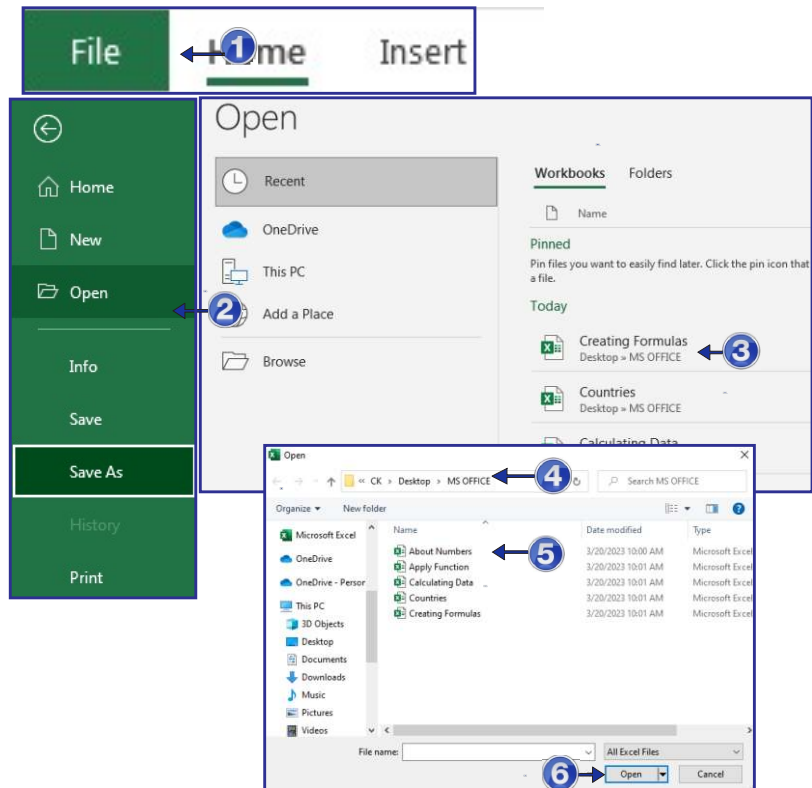 File Home Insert
1
Home
New
Open
2
Info
Save
Save As
History
Print
Open
Recent
OneDrive
This PC
Add a Place
Browse
Workbooks Folders
Name
Pinned
Pin files you want to easily find later. Click the pin icon that
a file.
Today
Creating Formulas
Desktop » MS OFFICE
3
Countries
Desktop » MS OFFICE
Calculating Data
Open
« CK > Desktop > MS OFFICE
4
Search MS OFFICE
Organize New folder
Name Date modified Type
Microsoft Excel
OneDrive
OneDrive - Person
This PC
3D Objects
Desktop
Documents
Downloads
Music
Pictures
Videos
About Numbers 3/20/2023 10:00 AM Microsoft Excel
Apply Function 3/20/2023 10:01 AM Microsoft Excel
Calculating Data 3/20/2023 10:01 AM Microsoft Excel
Countries 3/20/2023 10:01 AM Microsoft Excel
Creating Formulas 3/20/2023 10:01 AM Microsoft Excel
5
File name: All Excel Files
6
Open Cancel